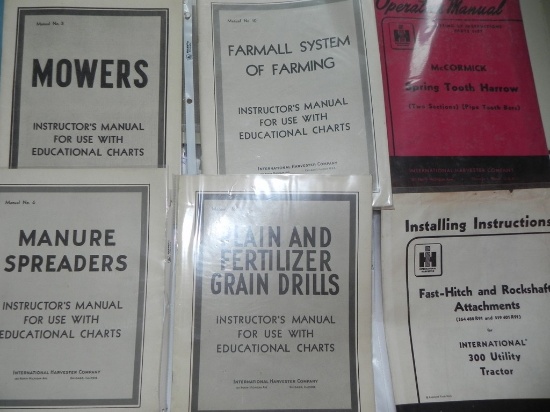 Manual No. 8
MOWERS
INSTRUCTOR'S MANUAL
FOR USE WITH
EDUCATIONAL CHARTS
Manual No. 10
FARMALL SYSTEM
OF FARMING
INSTRUCTOR'S MANUAL
FOR USE WITH
EDUCATIONAL CHARTS
INTERNATIONAL HARVESTER COMPANY
Operator Manual
McCORMICK
Spring Tooth Harrow
(Two Sections) (Pipe Tooth Bars)
INTERNATIONAL HARVESTER COMPANY
Manual No. 6
MANURE
SPREADERS
INSTRUCTOR'S MANUAL
FOR USE WITH
EDUCATIONAL CHARTS
INTERNATIONAL HARVESTER COMPANY
PLAIN AND
FERTILIZER
GRAIN DRILLS
INSTRUCTOR'S MANUAL
FOR USE WITH
EDUCATIONAL CHARTS
INTERNATIONAL HARVESTER COMPANY
Installing Instructions
IH
Fast-Hitch and Rockshaft
Attachments
for
INTERNATIONAL
300 Utility
Tractor